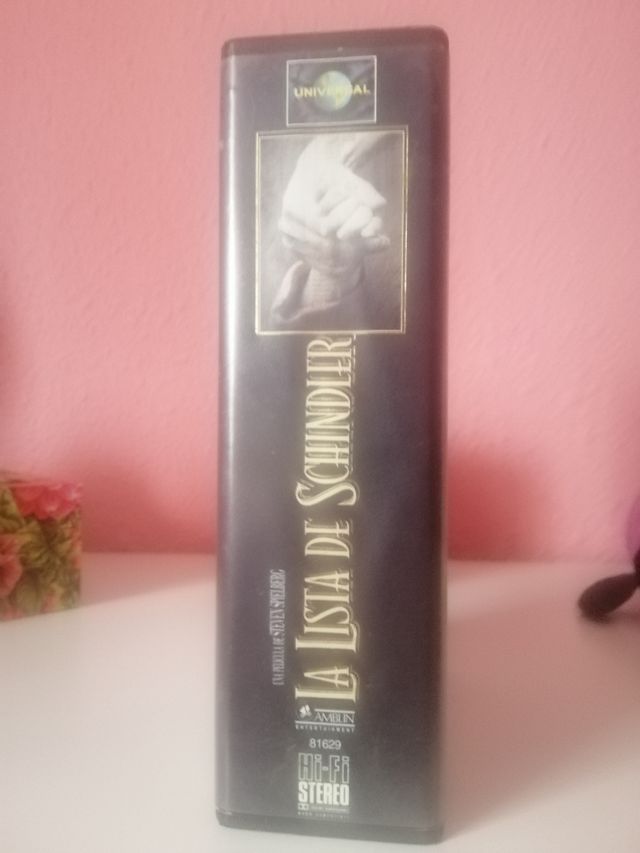 UNIVERSAL
UNA PELICULA DE STEVEN SPIELBERG
LA LISTA DE SCHINDLER
AMBLIN
ENTERTAINMENT
81629
Hi-Fi
STEREO